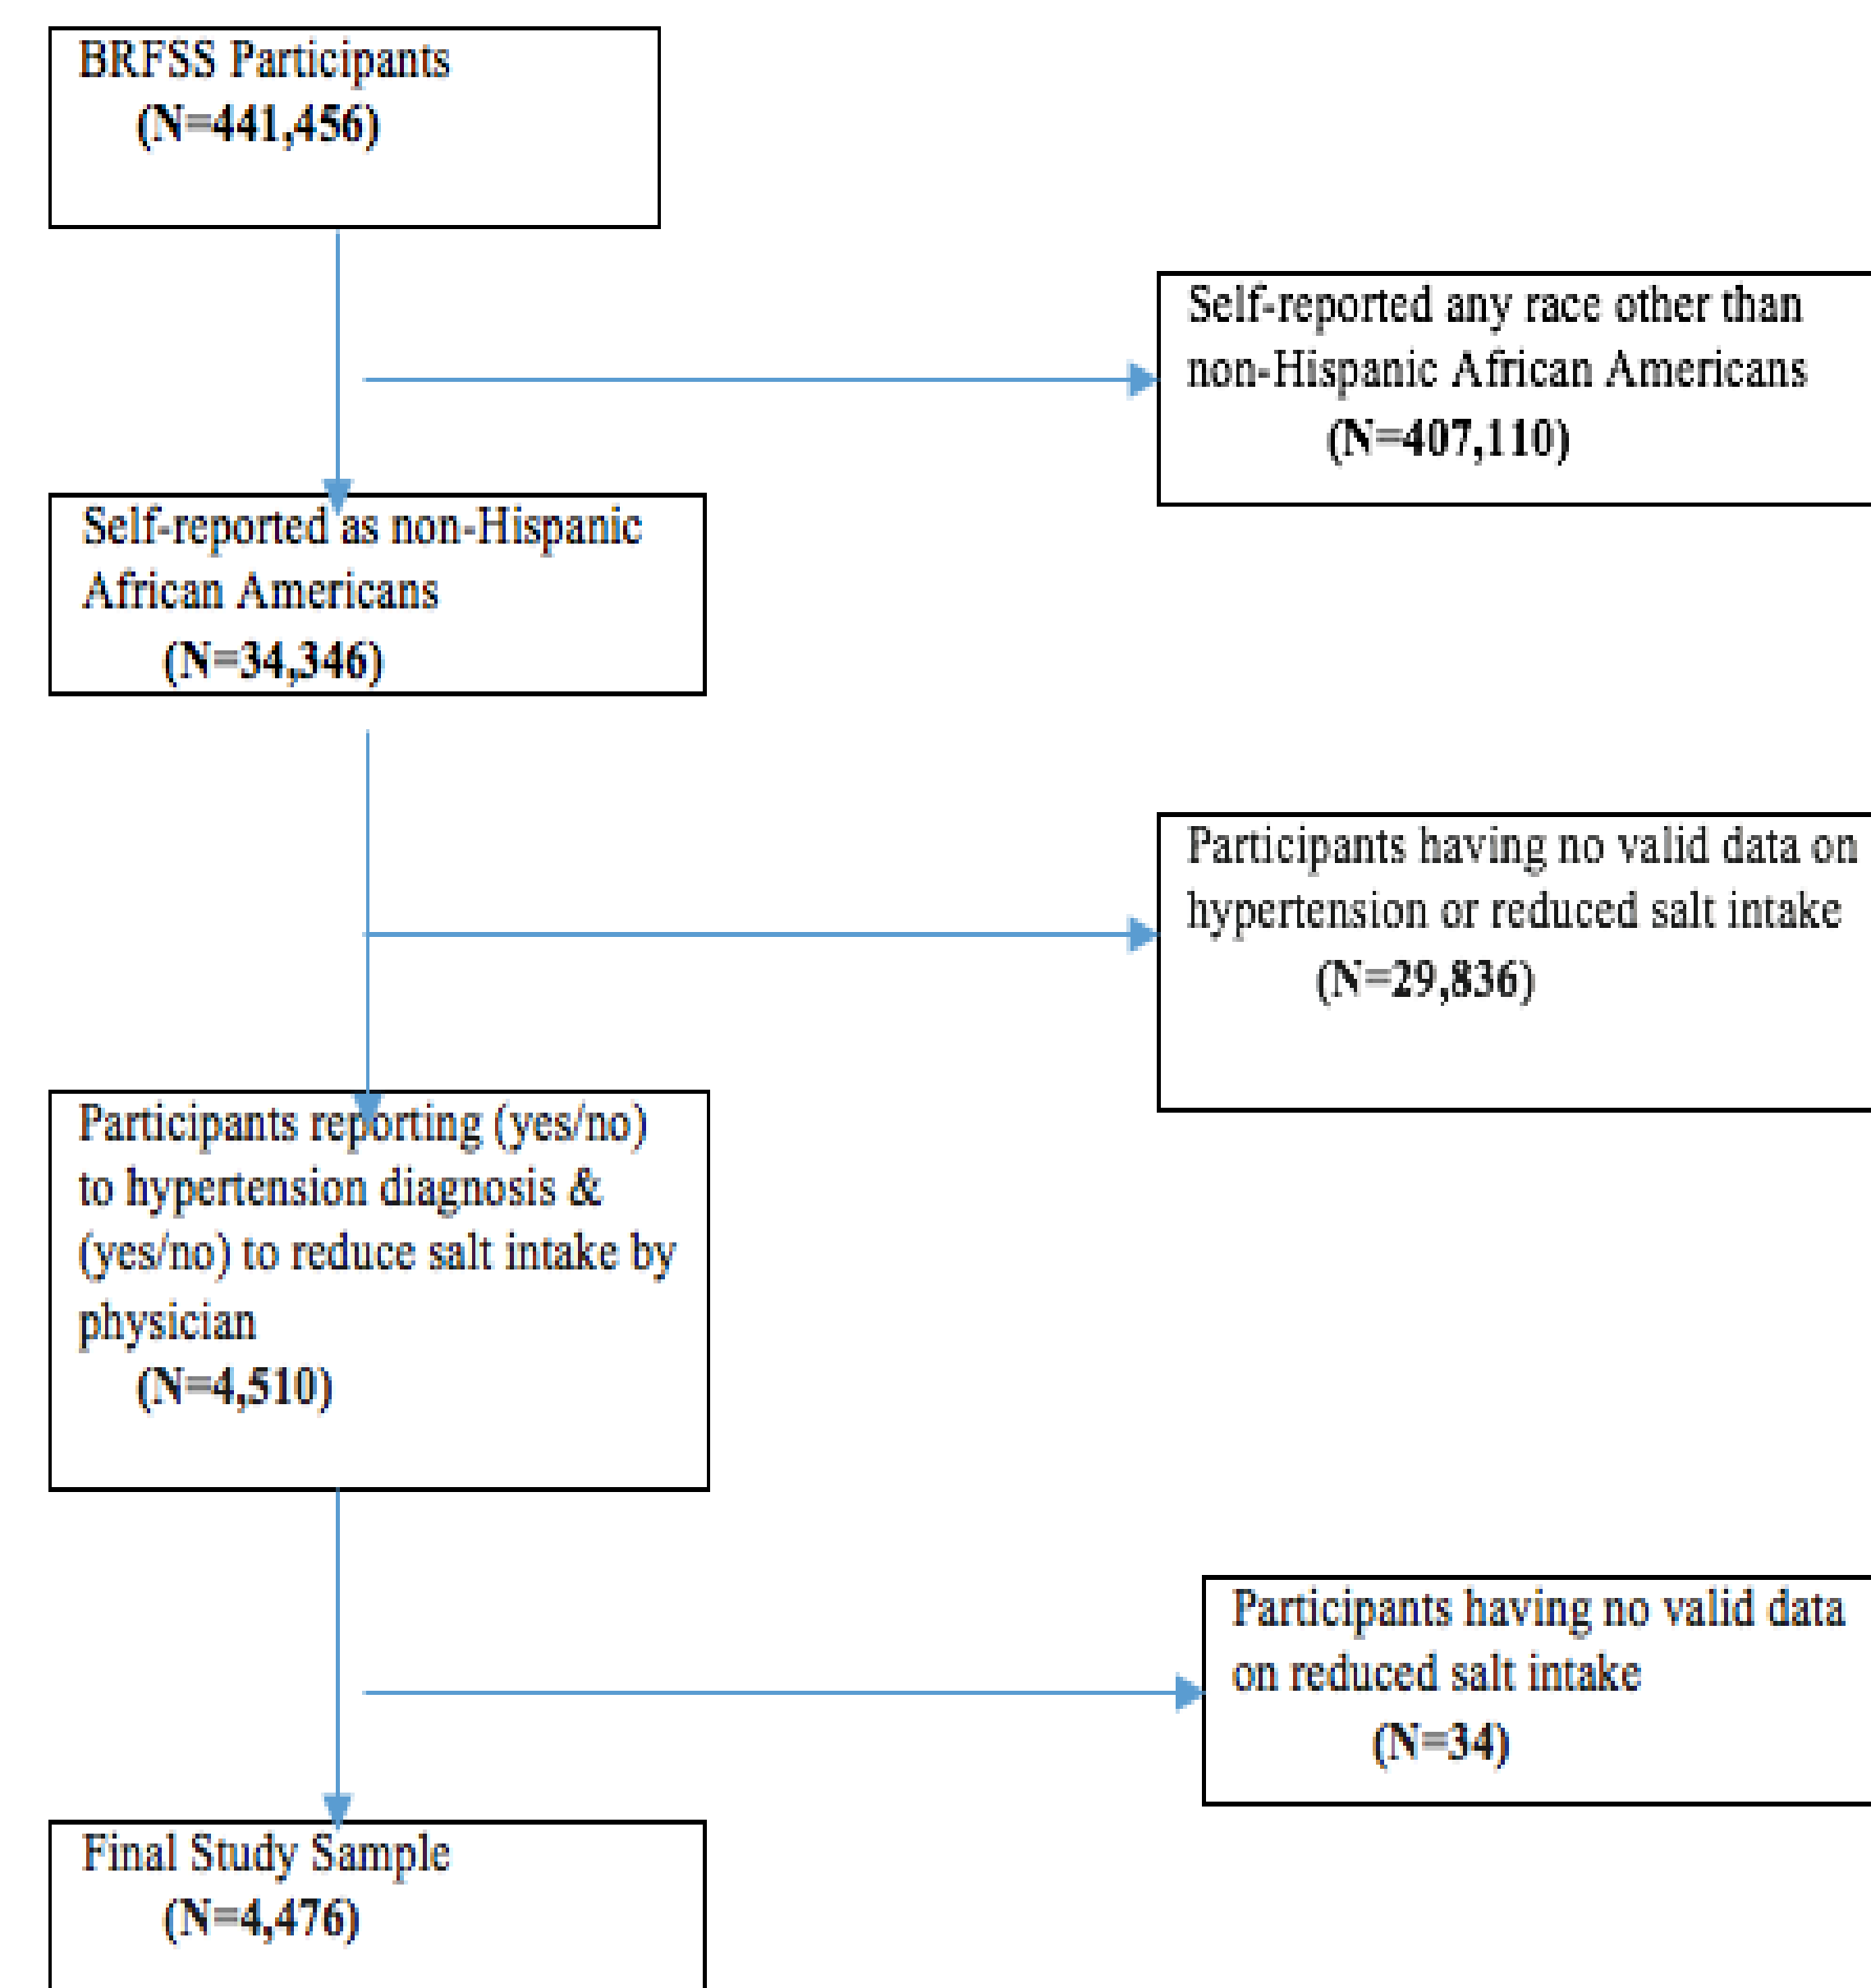 BRFSS Participants
(N=441,456)
Self-reported any race other than
non-Hispanic African Americans
(N=407,110)
Self-reported as non-Hispanic
African Americans
(N=34,346)
Participants having no valid data on
hypertension or reduced salt intake
(N=29,836)
Participants reporting (yes/no)
to hypertension diagnosis &
(yes/no) to reduce salt intake by
physician
(N=4,510)
Participants having no valid data
on reduced salt intake
(N=34)
Final Study Sample
(N=4,476)